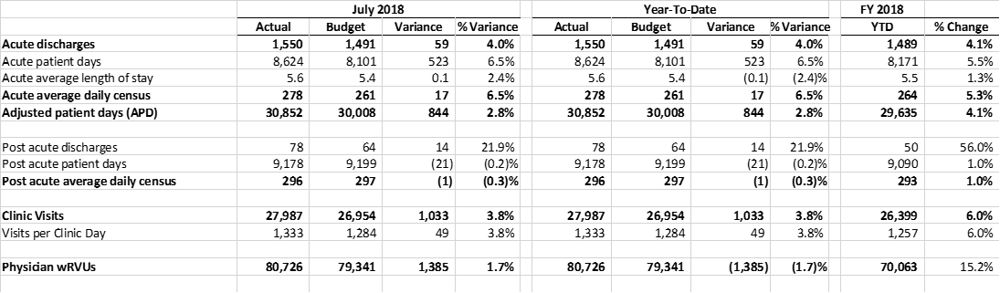 July 2018 Year-To-Date FY 2018
Actual Budget Variance % Variance Actual Budget Variance % Variance YTD % Change
Acute discharges 1,550 1,491 59 4.0% 1,550 1,491 59 4.0% 1,489 4.1%
Acute patient days 8,624 8,101 523 6.5% 8,624 8,101 523 6.5% 8,171 5.5%
Acute average length of stay 5.6 5.4 0.1 2.4% 5.6 5.4 (0.1) (2.4)% 5.5 1.3%
Acute average daily census 278 261 17 6.5% 278 261 17 6.5% 264 5.3%
Adjusted patient days (APD) 30,852 30,008 844 2.8% 30,852 30,008 844 2.8% 29,635 4.1%
Post acute discharges 78 64 14 21.9% 78 64 14 21.9% 50 56.0%
Post acute patient days 9,178 9,199 (21) (0.2)% 9,178 9,199 (21) (0.2)% 9,090 1.0%
Post acute average daily census 296 297 (1) (0.3)% 296 297 (1) (0.3)% 293 1.0%
Clinic Visits 27,987 26,954 1,033 3.8% 27,987 26,954 1,033 3.8% 26,399 6.0%
Visits per Clinic Day 1,333 1,284 49 3.8% 1,333 1,284 49 3.8% 1,257 6.0%
Physician wRVUs 80,726 79,341 1,385 1.7% 80,726 79,341 (1,385) (1.7)% 70,063 15.2%